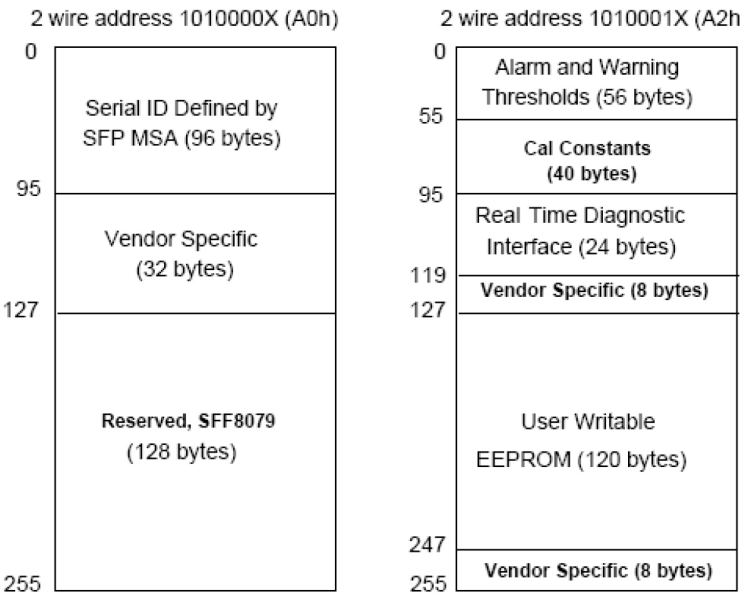 2 wire address 1010000X (A0h)
0
Serial ID Defined by
SFP MSA (96 bytes)
95
Vendor Specific
(32 bytes)
127
Reserved, SFF8079
(128 bytes)
255
2 wire address 1010001X (A2h
0
Alarm and Warning
Thresholds (56 bytes)
55
Cal Constants
(40 bytes)
95
Real Time Diagnostic
Interface (24 bytes)
119
Vendor Specific (8 bytes)
127
User Writable
EEPROM (120 bytes)
247
Vendor Specific (8 bytes)
255